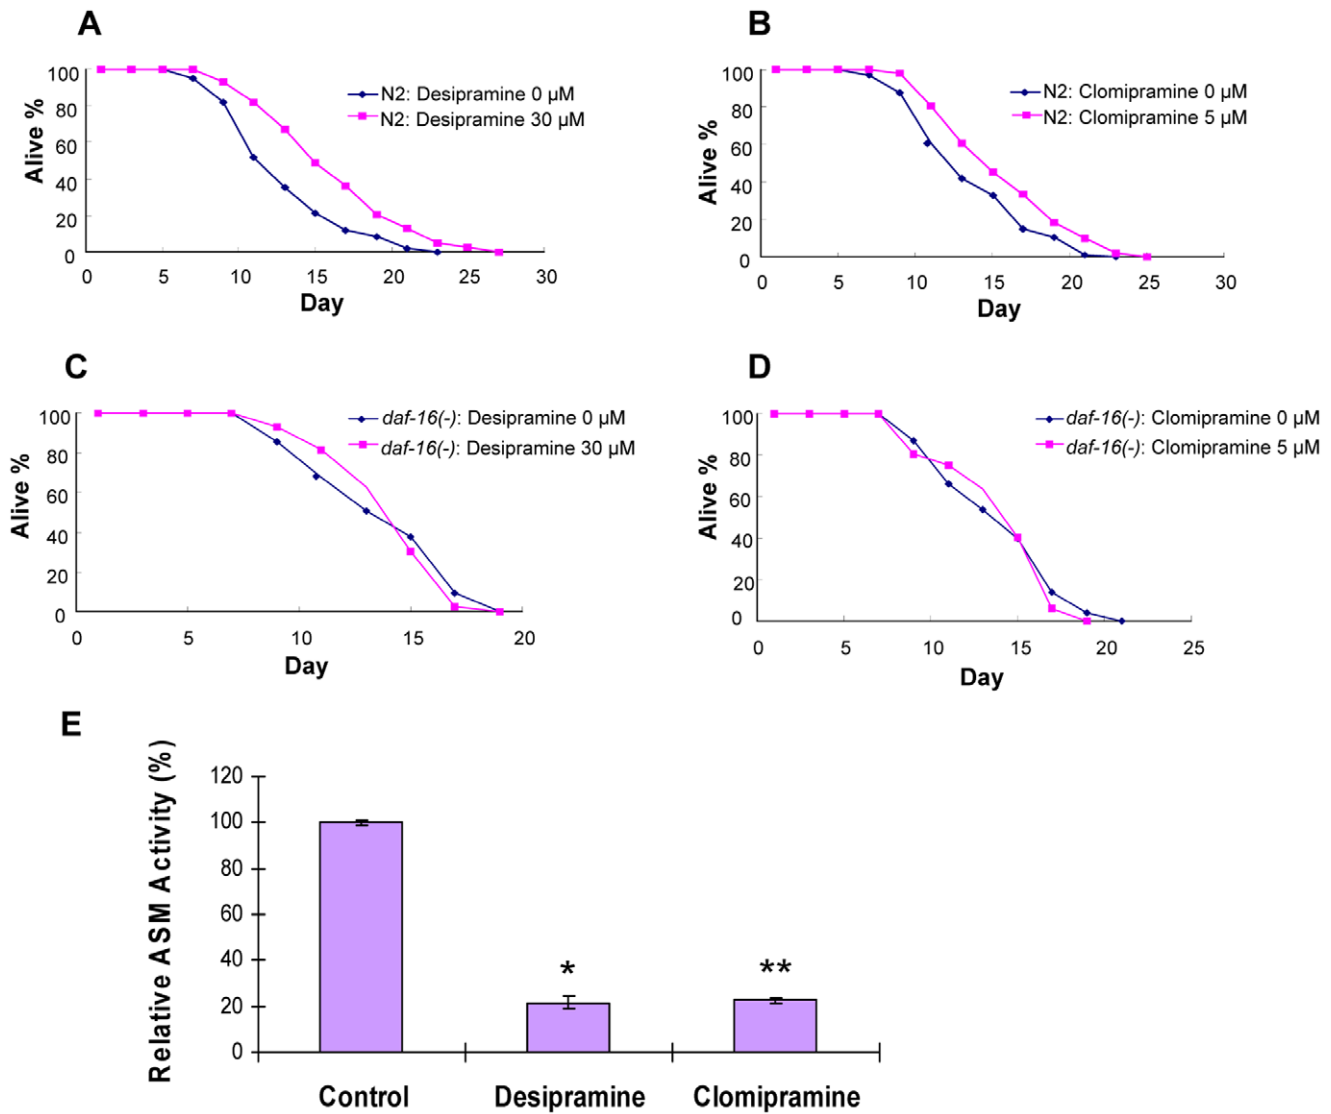 A
100
80
60
40
20
0
Alive %
0 5 10 15 20 25 30
Day
N2: Desipramine 0 μM
N2: Desipramine 30 μM
B
100
80
60
40
20
0
Alive %
0 5 10 15 20 25 30
Day
N2: Clomipramine 0 μM
N2: Clomipramine 5 μM
C
100
80
60
40
20
0
Alive %
0 5 10 15 20
Day
daf-16(-): Desipramine 0 μM
daf-16(-): Desipramine 30 μM
D
100
80
60
40
20
0
Alive %
0 5 10 15 20 25
Day
daf-16(-): Clomipramine 0 μM
daf-16(-): Clomipramine 5 μM
E
Relative ASM Activity (%)
120
100
80
60
40
20
0
*
**
Control Desipramine Clomipramine